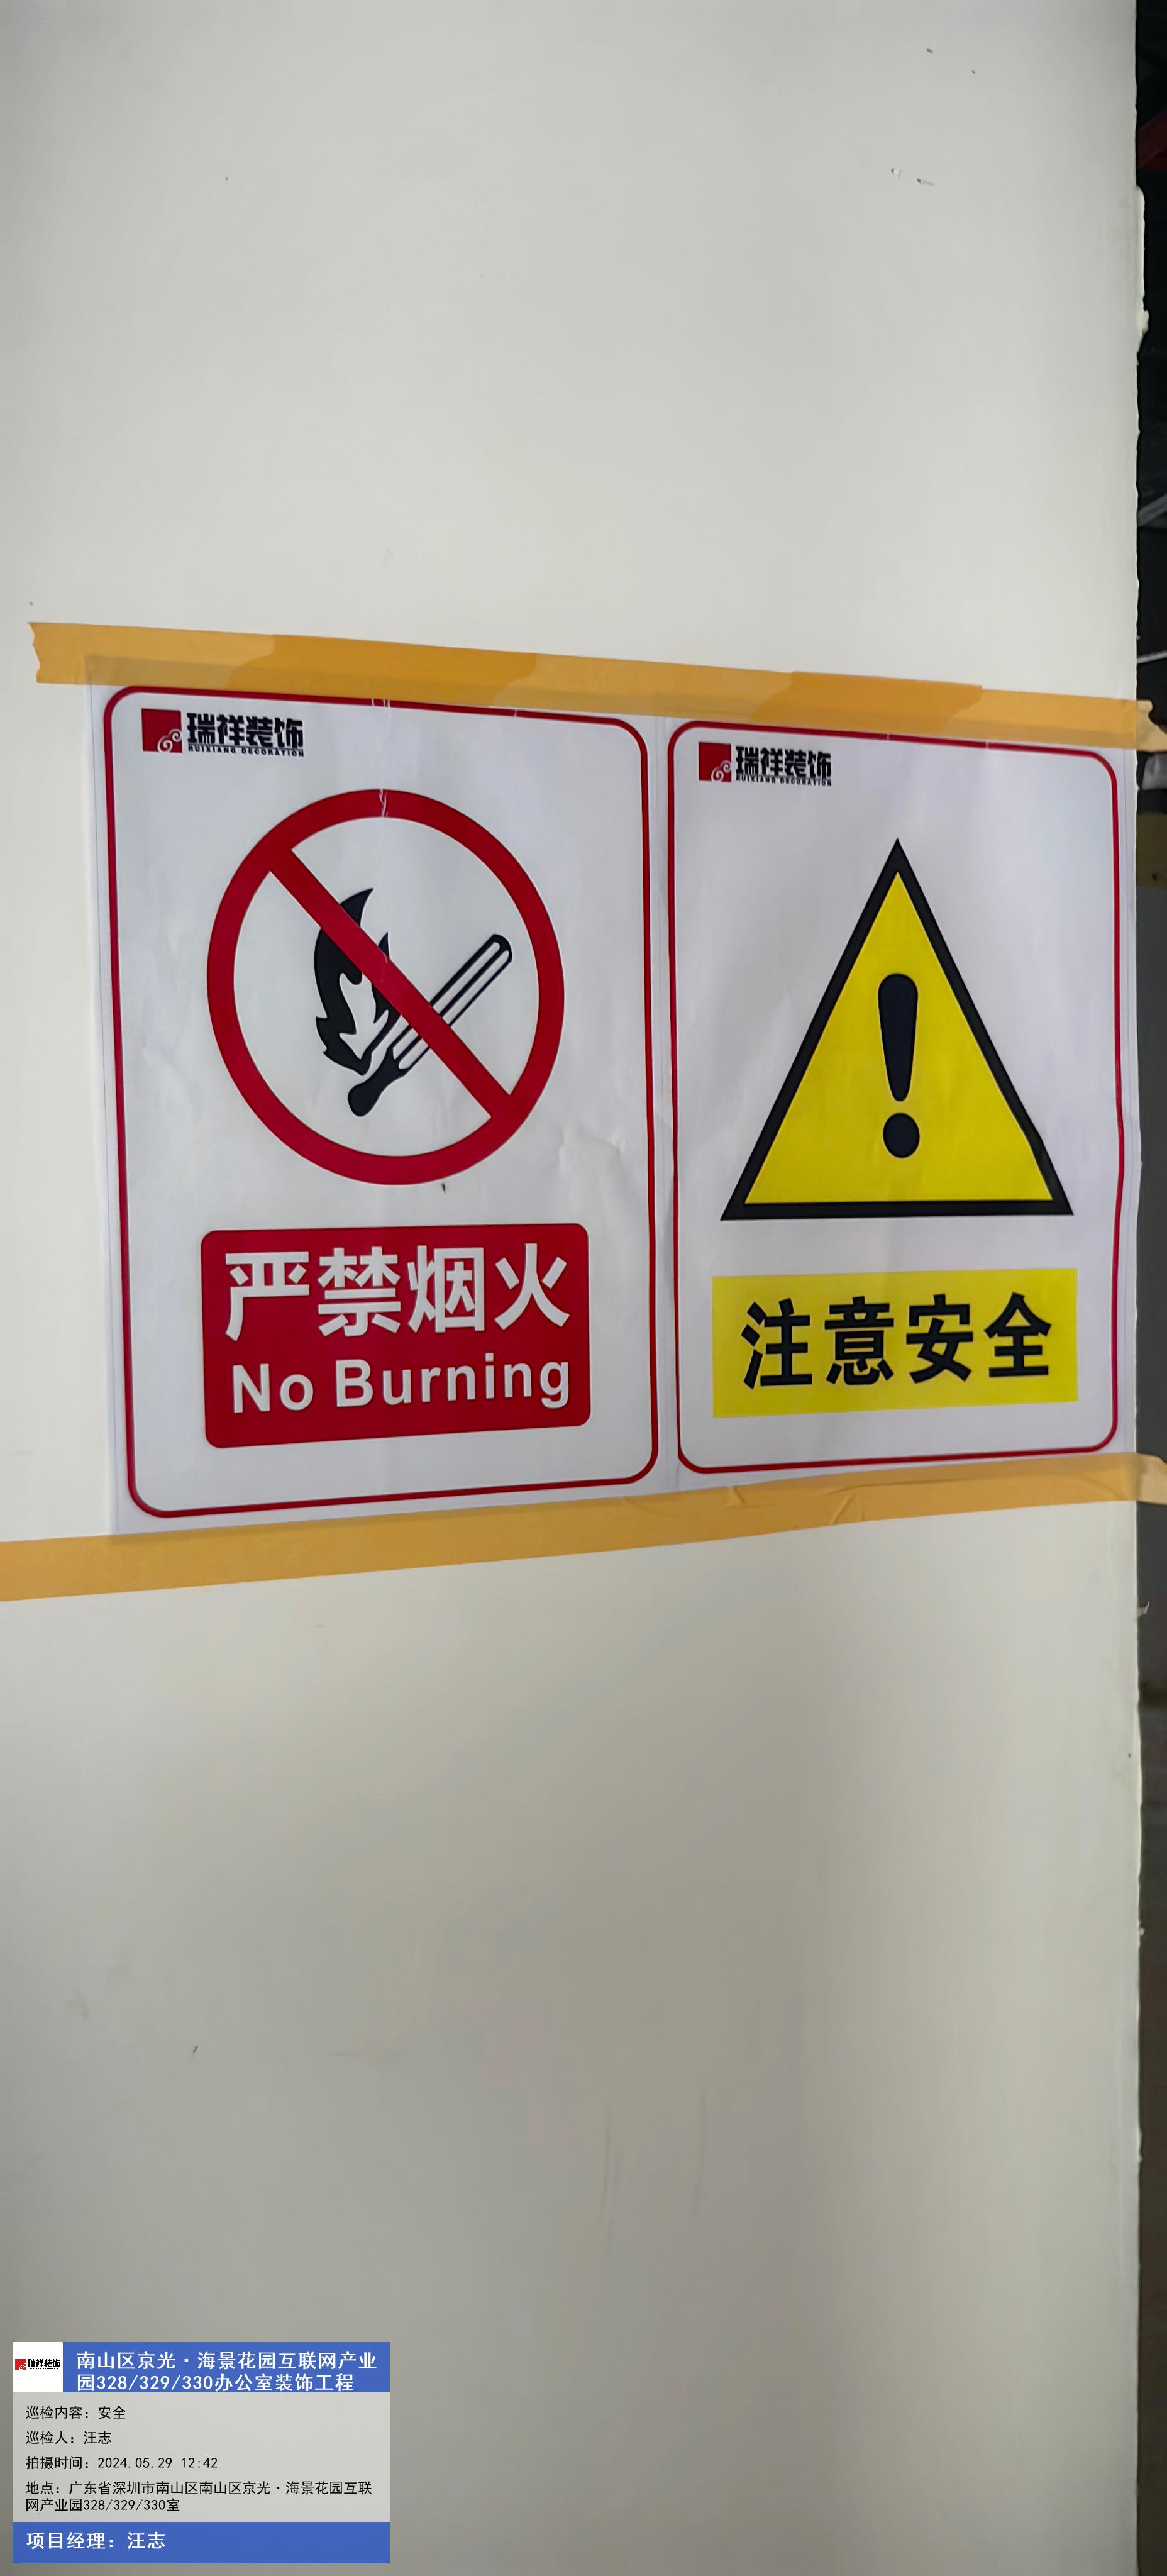 瑞祥装饰
RUIXIANG DECORATION
严禁烟火
No Burning
瑞祥装饰
RUIXIANG DECORATION
注意安全
瑞祥装饰
南山区京光·海景花园互联网产业
园328/329/330办公室装饰工程
巡检内容：安全
巡检人：汪志
拍摄时间：2024.05.29 12:42
地点：广东省深圳市南山区南山区京光·海景花园互联
网产业园328/329/330室
项目经理：汪志